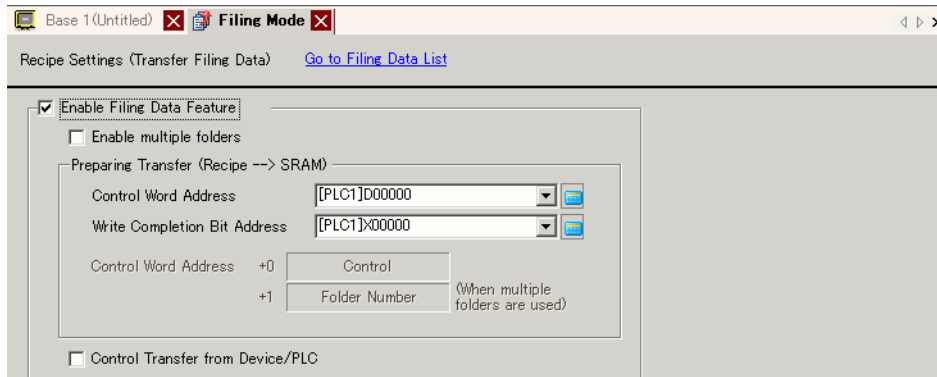 Base 1(Untitled) Filing Mode
Recipe Settings (Transfer Filing Data) Go to Filing Data List
Enable Filing Data Feature
Enable multiple folders
Preparing Transfer (Recipe --> SRAM)
Control Word Address [PLC1]D00000
Write Completion Bit Address [PLC1]X00000
Control Word Address +0 Control
+1 Folder Number (When multiple
folders are used)
Control Transfer from Device/PLC